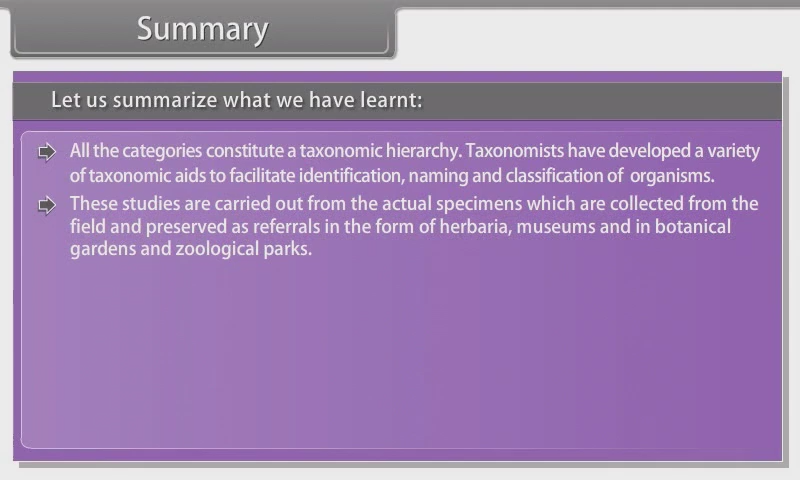 Summary
Let us summarize what we have learnt:
All the categories constitute a taxonomic hierarchy. Taxonomists have developed a variety
of taxonomic aids to facilitate identification, naming and classification of organisms.
These studies are carried out from the actual specimens which are collected from the
field and preserved as referrals in the form of herbaria, museums and in botanical
gardens and zoological parks.